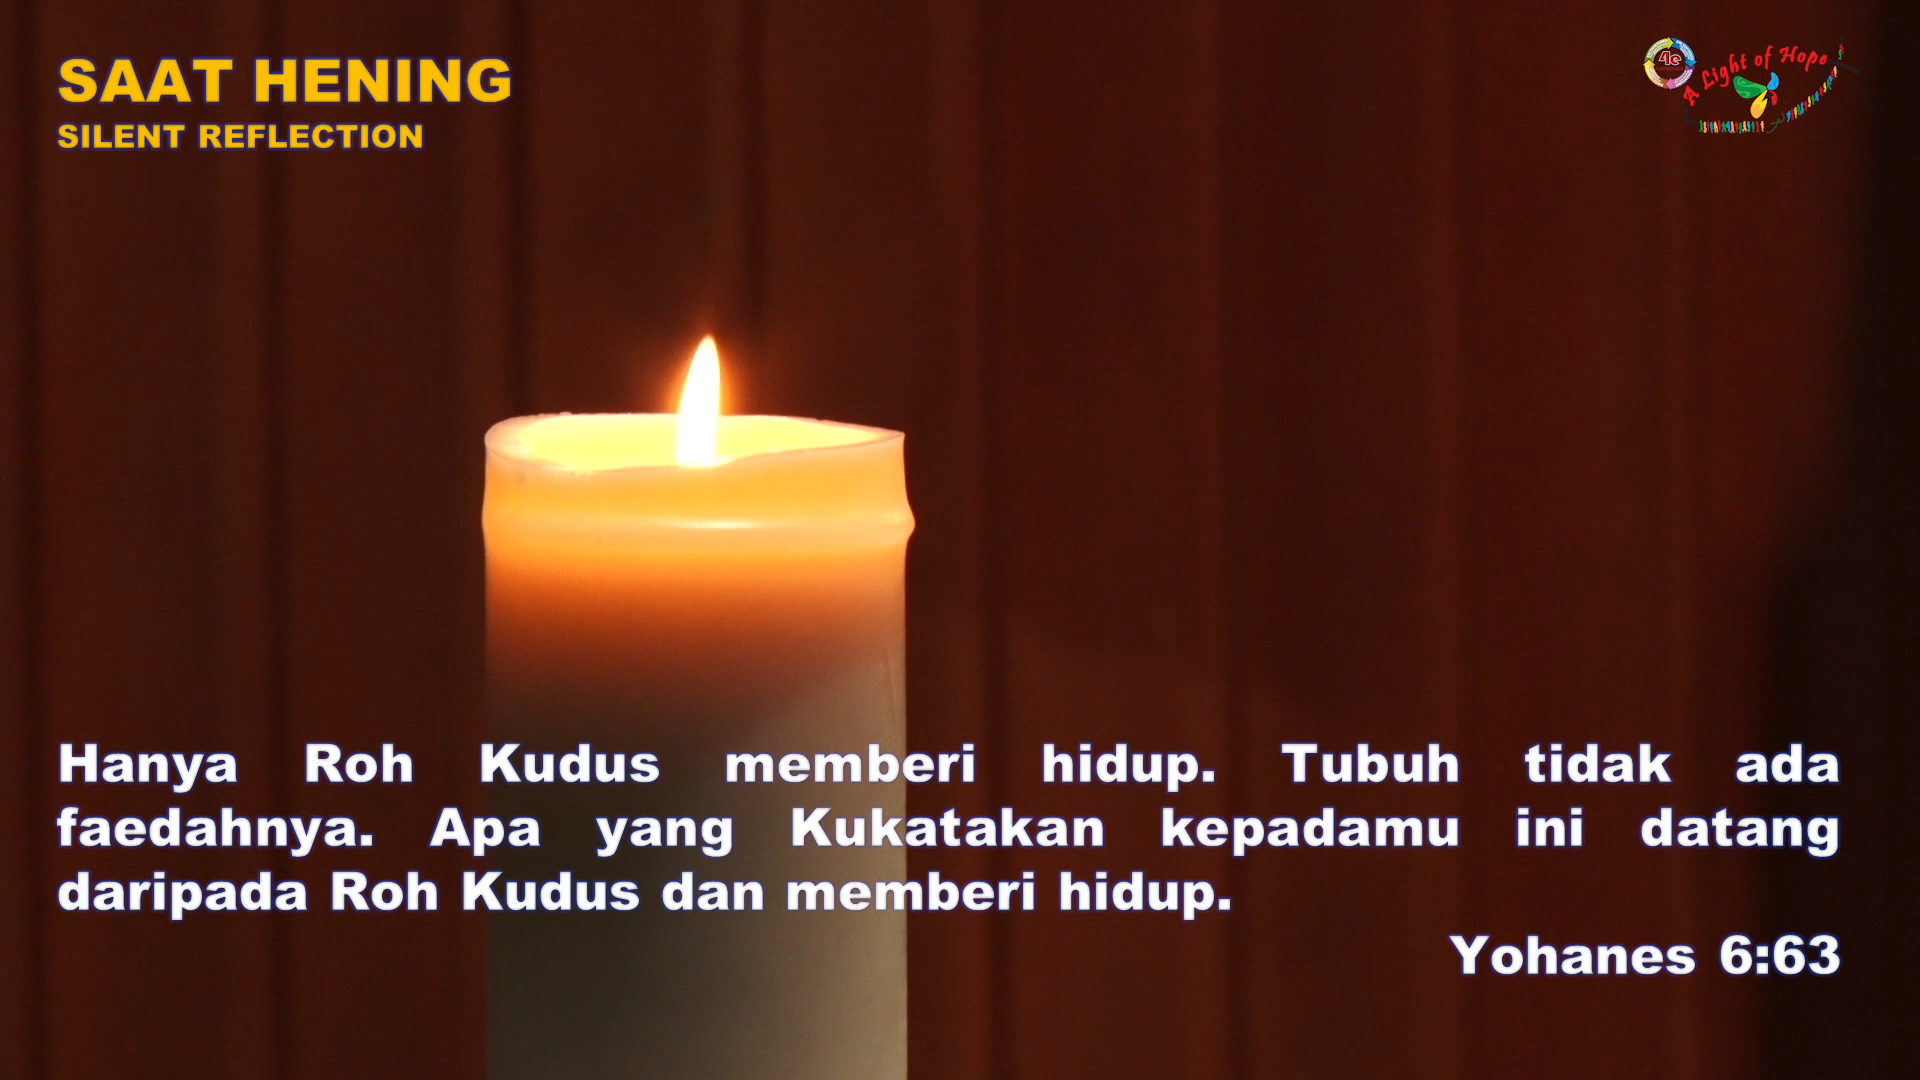 SAAT HENING
SILENT REFLECTION
4e
A Light of Hope
Hanya Roh Kudus memberi hidup. Tubuh tidak ada
faedahnya. Apa yang Kukatakan kepadamu ini datang
daripada Roh Kudus dan memberi hidup.
Yohanes 6:63